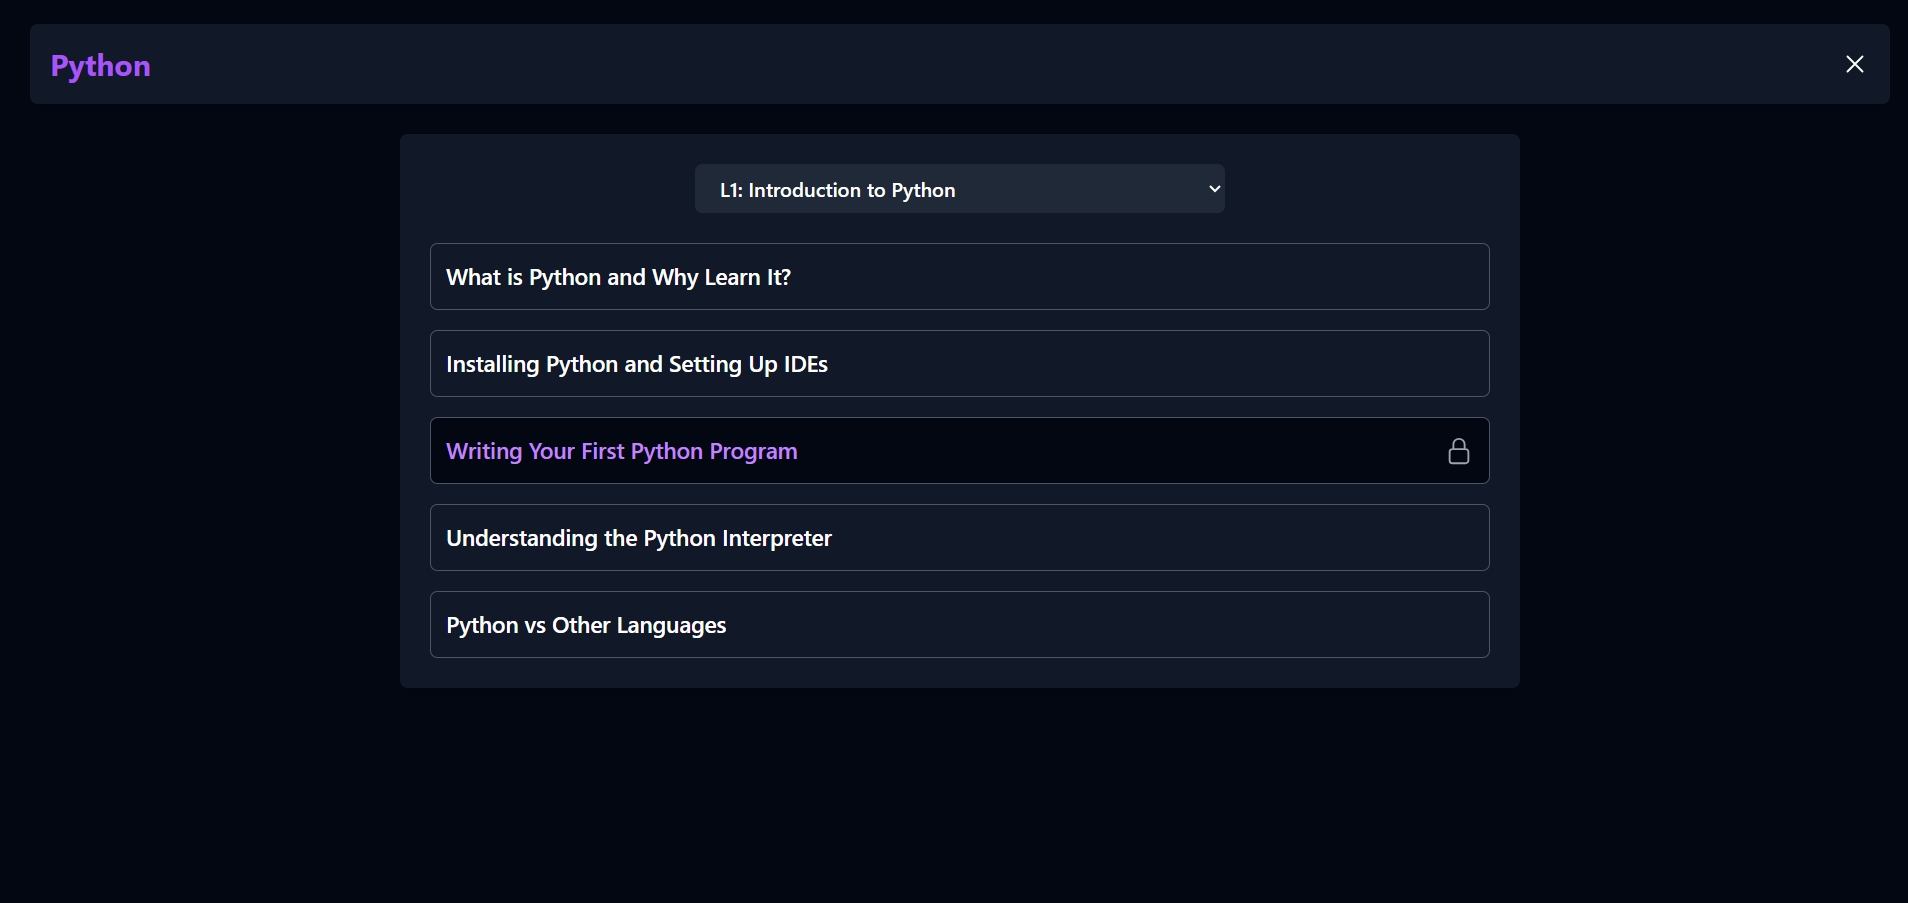 Python
L1: Introduction to Python
What is Python and Why Learn It?
Installing Python and Setting Up IDEs
Writing Your First Python Program
Understanding the Python Interpreter
Python vs Other Languages